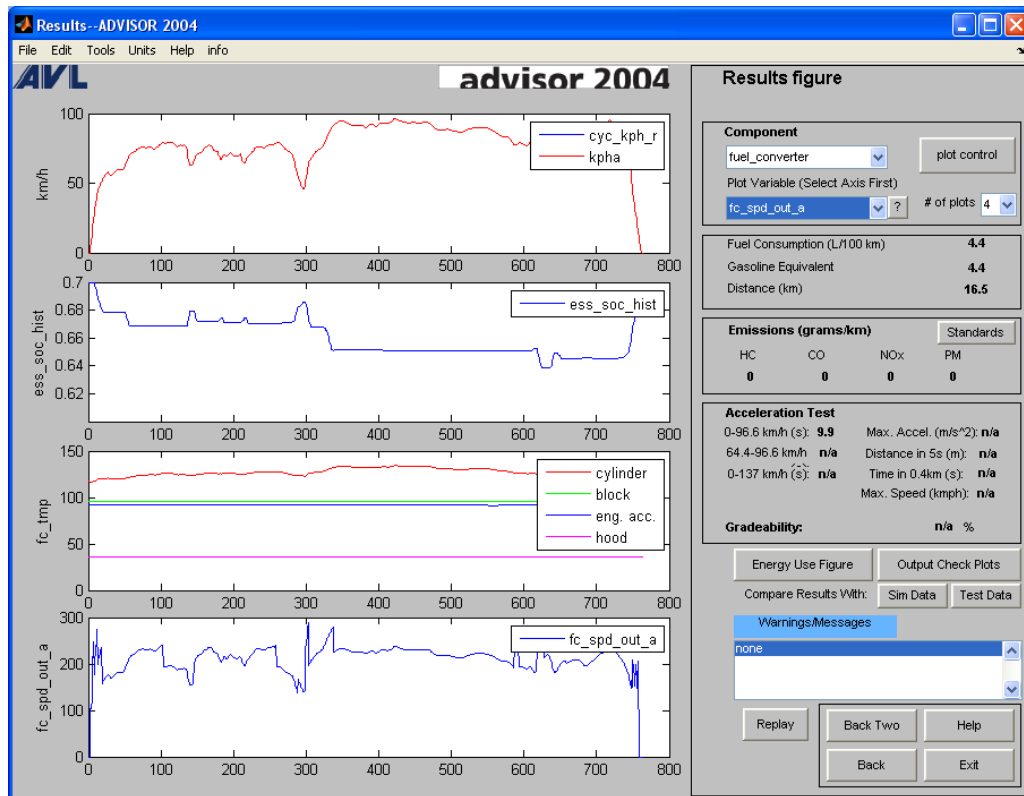 Results--ADVISOR 2004
File Edit Tools Units Help info
AVL
advisor 2004
km/h
100
50
0
0 100 200 300 400 500 600 700 800
cyc_kph_r
kpha
ess_soc_hist
0.7
0.68
0.66
0.64
0.62
0 100 200 300 400 500 600 700 800
ess_soc_hist
fc_tmp
150
100
50
0
0 100 200 300 400 500 600 700 800
cylinder
block
eng. acc.
hood
fc_spd_out_a
300
200
100
0
0 100 200 300 400 500 600 700 800
fc_spd_out_a
Results figure
Component
fuel_converter
plot control
Plot Variable (Select Axis First)
fc_spd_out_a ? # of plots 4
Fuel Consumption (L/100 km) 4.4
Gasoline Equivalent 4.4
Distance (km) 16.5
Emissions (grams/km) Standards
HC CO NOx PM
0 0 0 0
Acceleration Test
0-96.6 km/h (s): 9.9 Max. Accel. (m/s^2): n/a
64.4-96.6 km/h n/a Distance in 5s (m): n/a
0-137 km/h (s): n/a Time in 0.4km (s): n/a
Max. Speed (kmph): n/a
Gradeability: n/a %
Energy Use Figure Output Check Plots
Compare Results With: Sim Data Test Data
Warnings/Messages
none
Replay Back Two Help
Back Exit